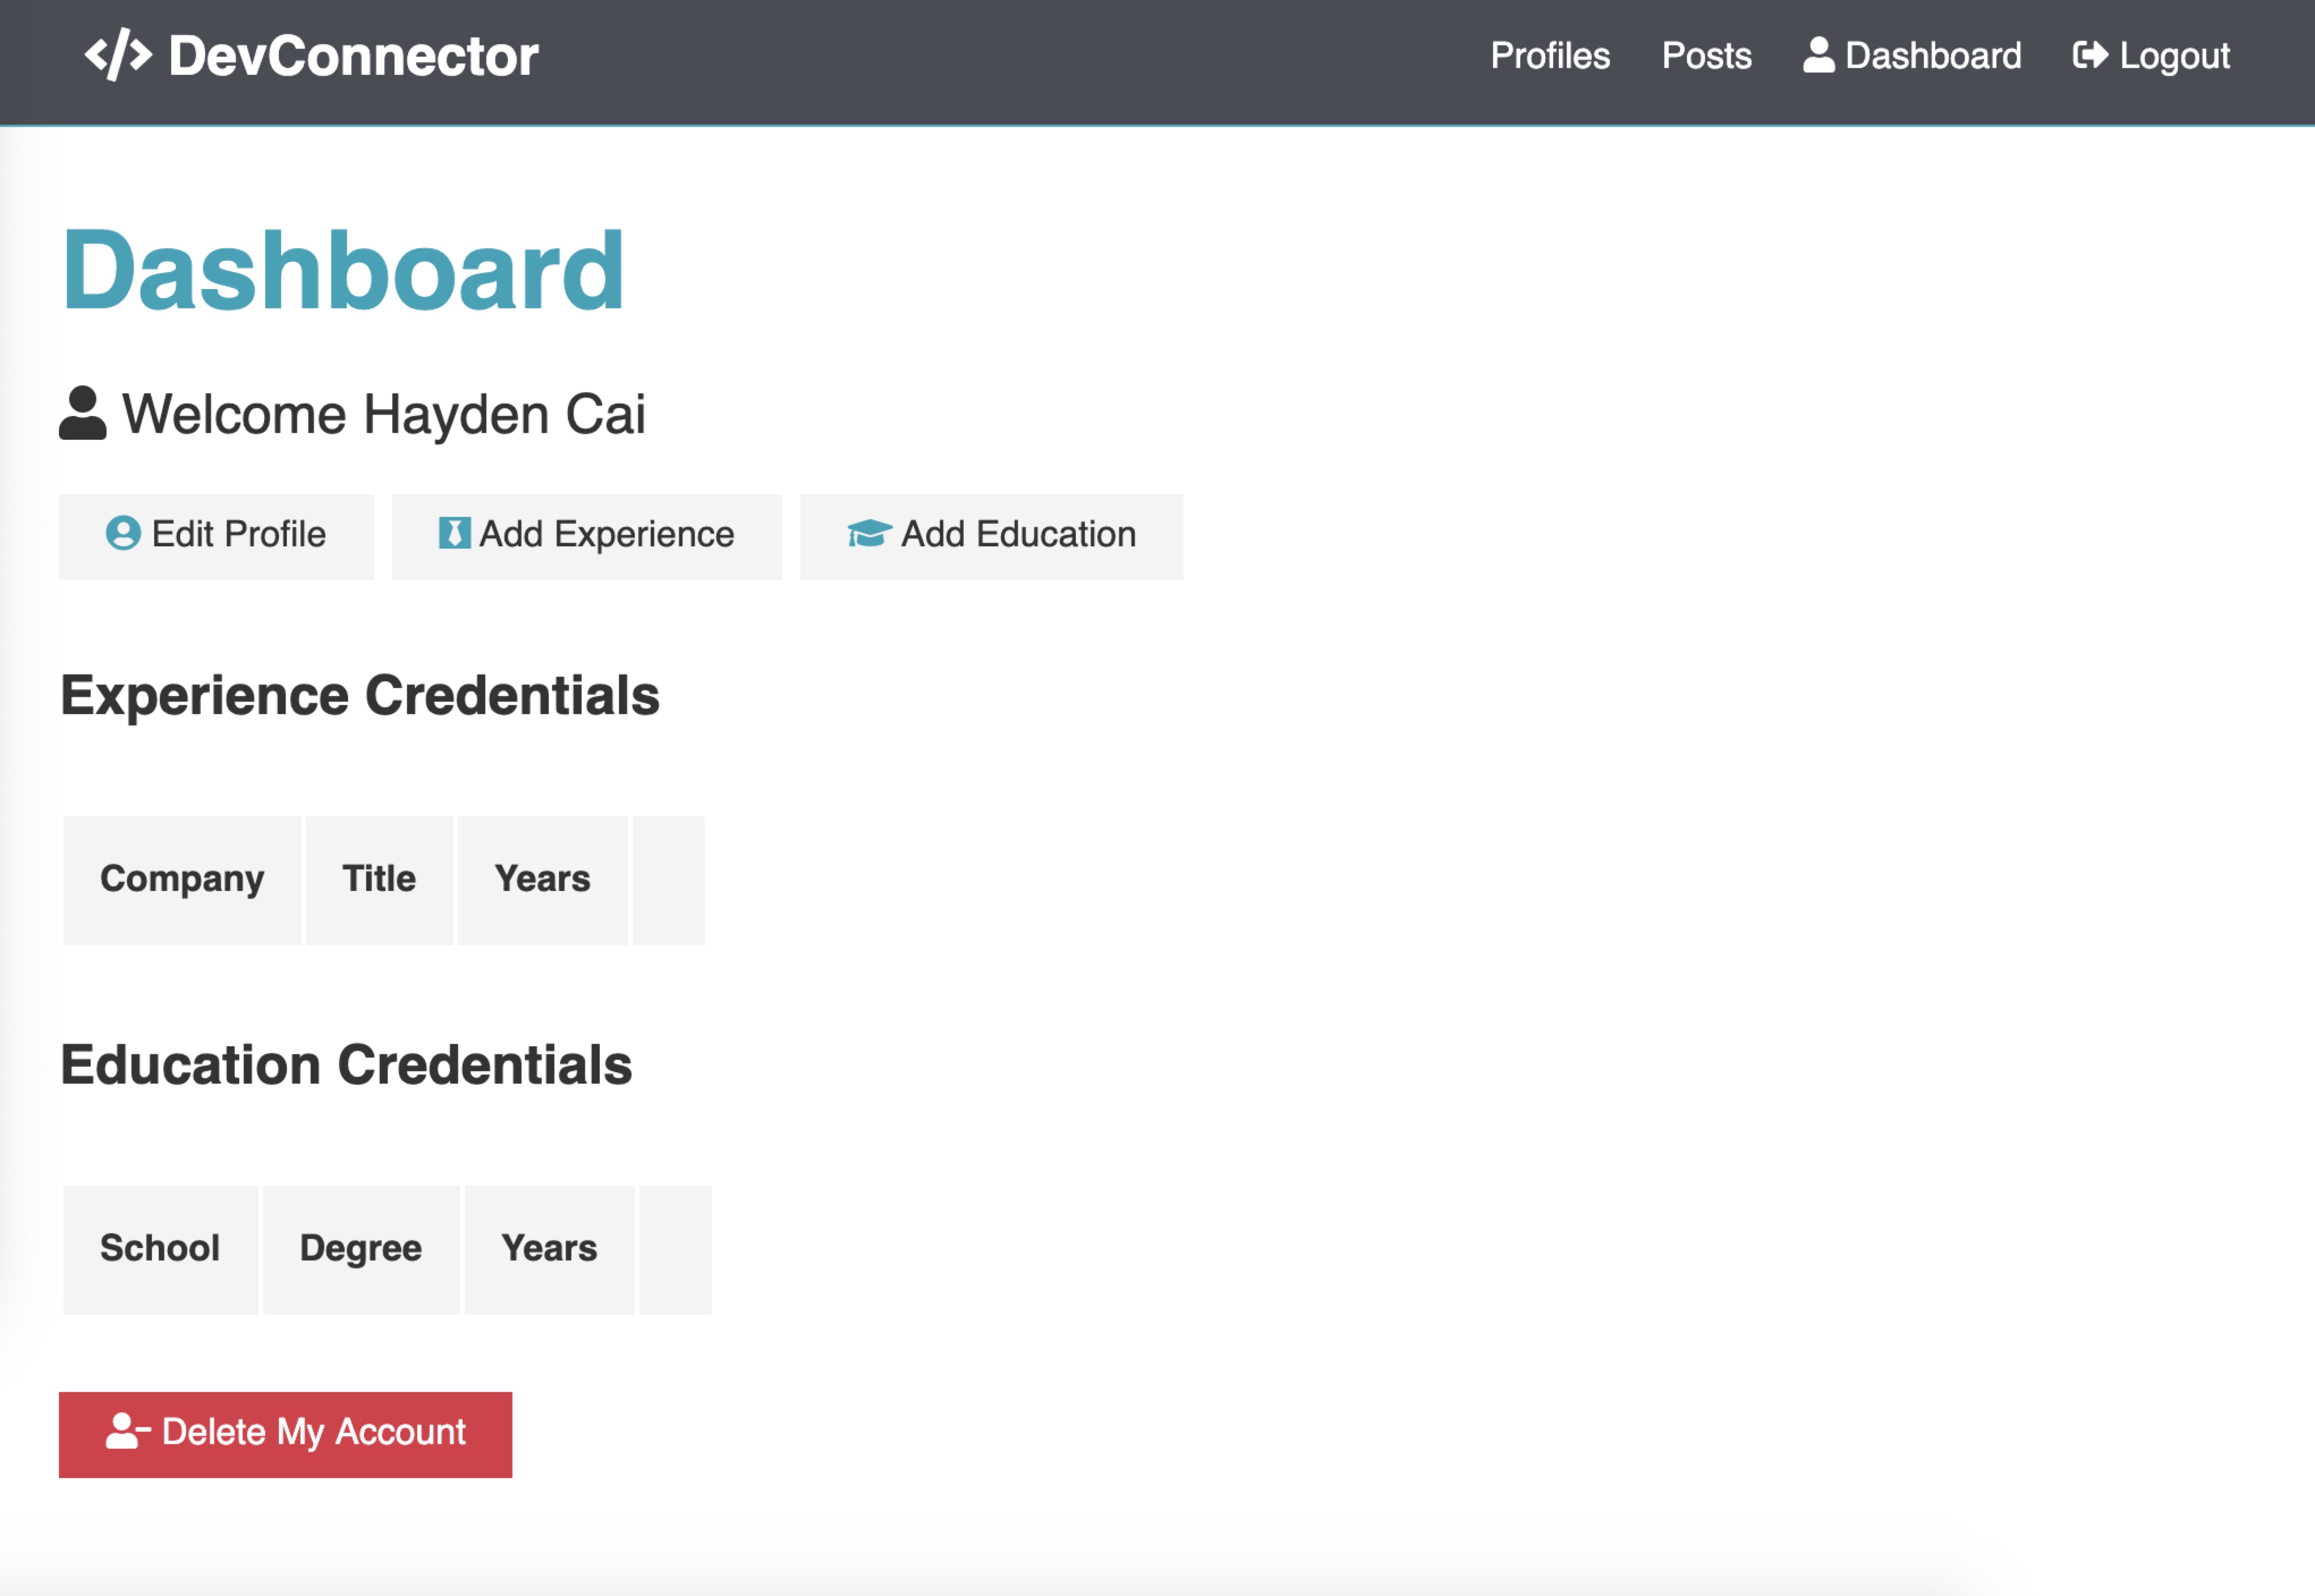 DevConnector Profiles Posts Dashboard Logout
Dashboard
Welcome Hayden Cai
Edit Profile Add Experience Add Education
Experience Credentials
Company Title Years
Education Credentials
School Degree Years
Delete My Account